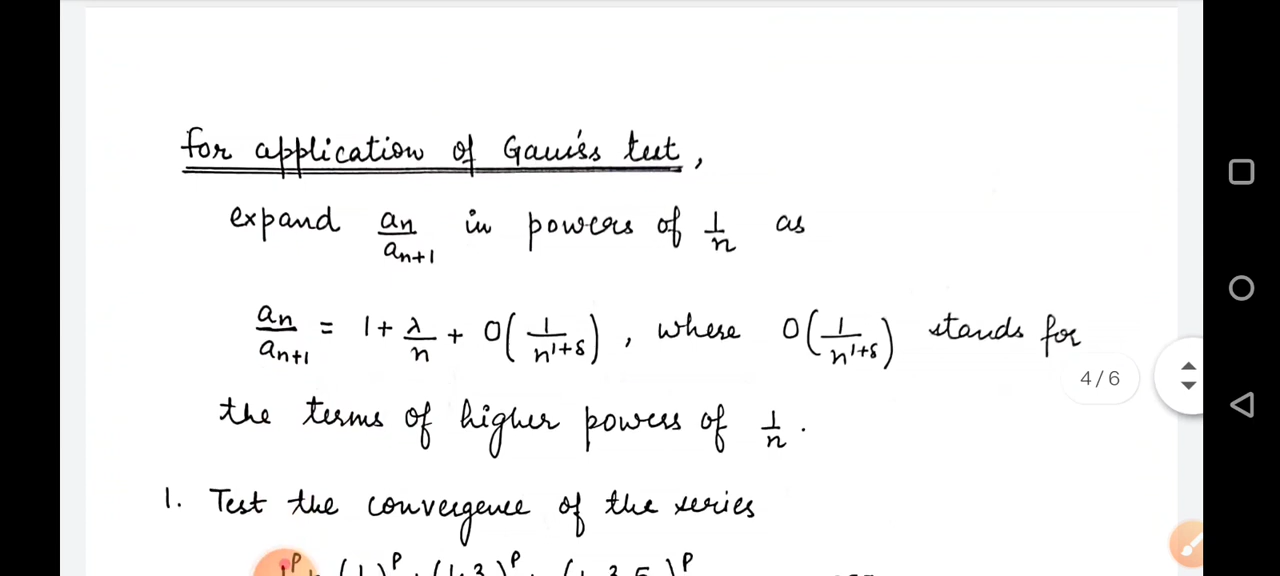 for application of Gauss's test,
expand an/an+1 in powers of 1/n as
an/an+1 = 1 + λ/n + O(1/n^1+δ), where O(1/n^1+δ) stands for
4/6
the terms of higher powers of 1/n.
1. Test the convergence of the series